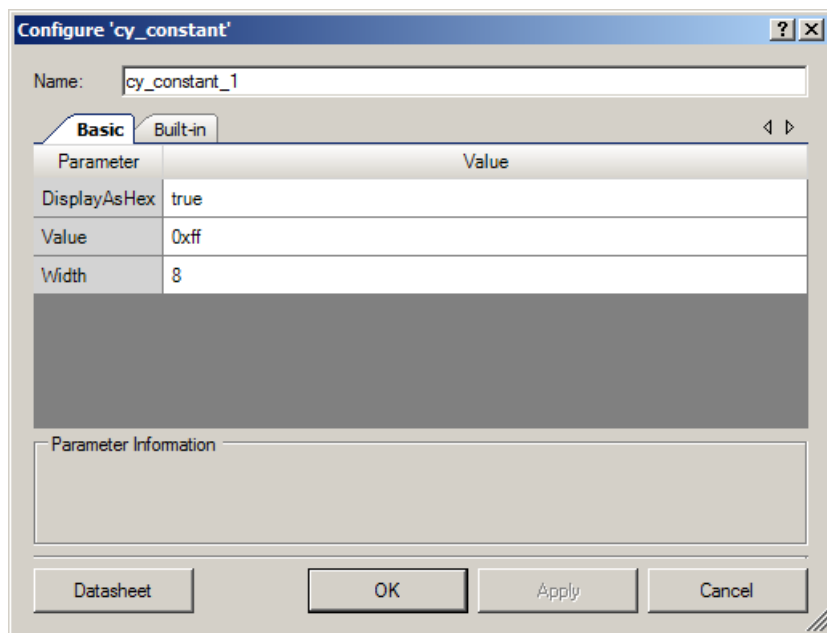 Configure 'cy_constant'
Name: cy_constant_1
Basic Built-in
Parameter Value
DisplayAsHex true
Value 0xff
Width 8
Parameter Information
Datasheet OK Apply Cancel